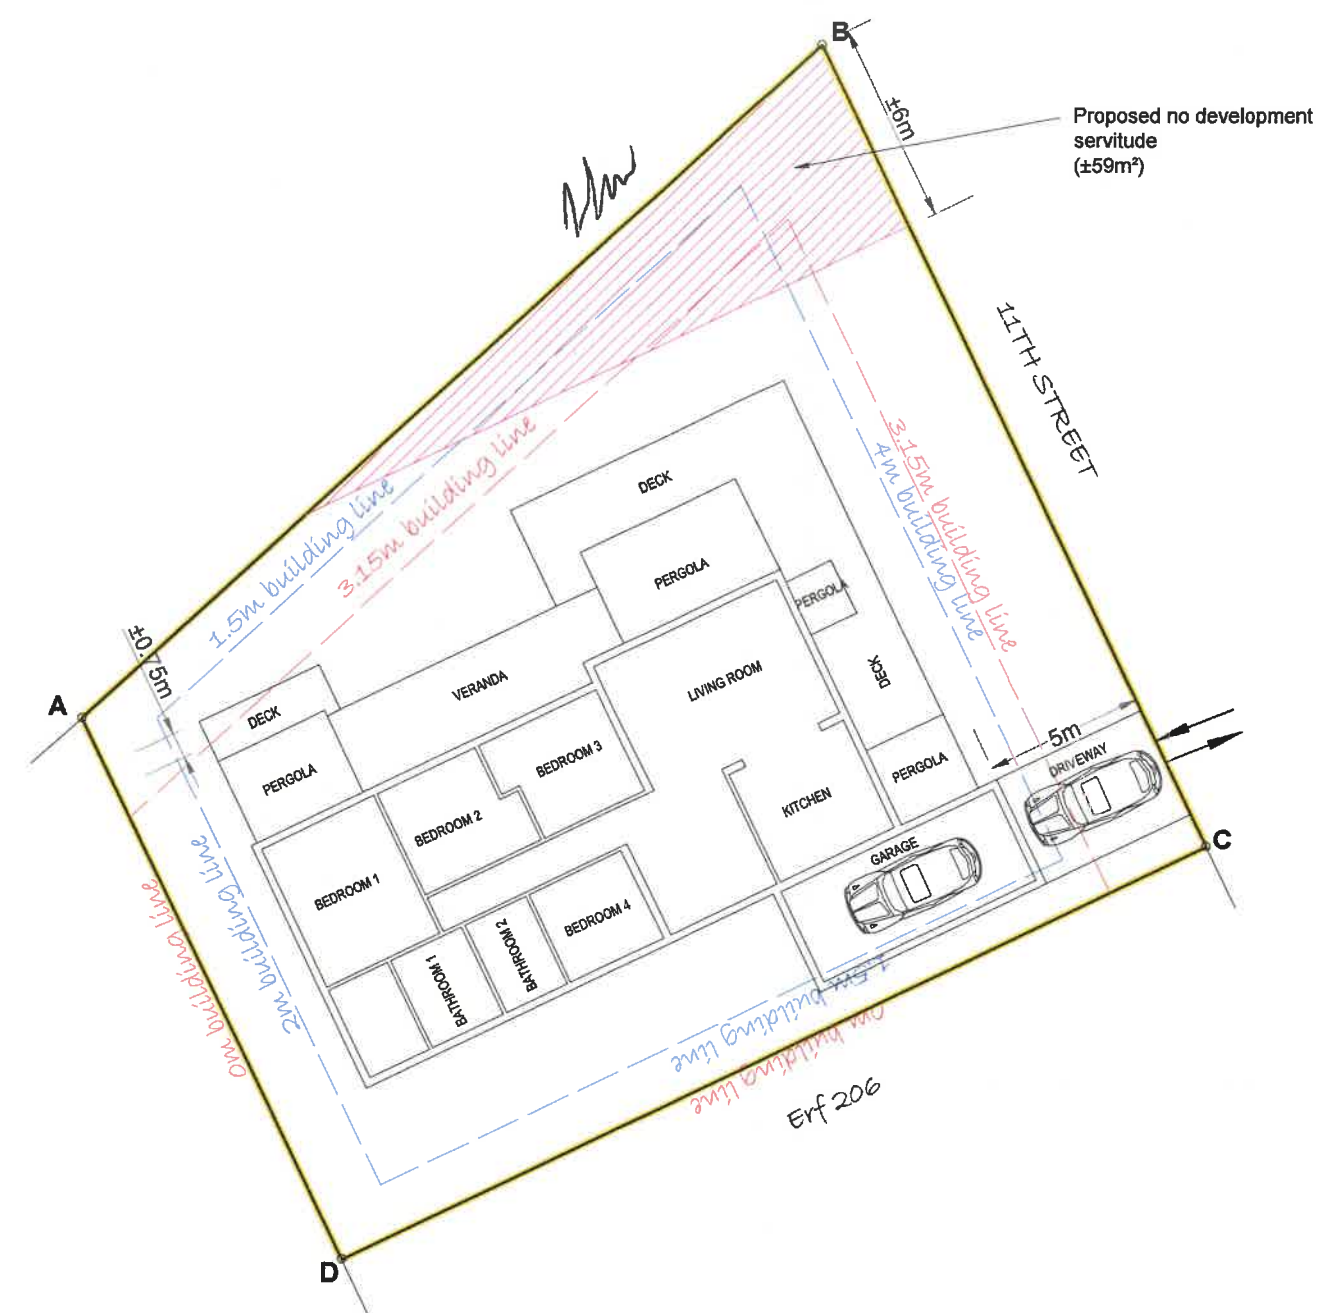 B
±6m
Proposed no development
servitude
(±59m²)
11TH STREET
1.5m building line
3.15m building line
3.15m building line
4m building line
DECK
PERGOLA
PERGOLA
±0.75m
A
DECK
VERANDA
LIVING ROOM
DECK
PERGOLA
BEDROOM 3
5m
DRIVEWAY
PERGOLA
BEDROOM 2
KITCHEN
GARAGE
C
BEDROOM 1
BEDROOM 4
BATHROOM 2
BATHROOM 1
0m building line
2m building line
1.5m building line
0m building line
Erf 206
D